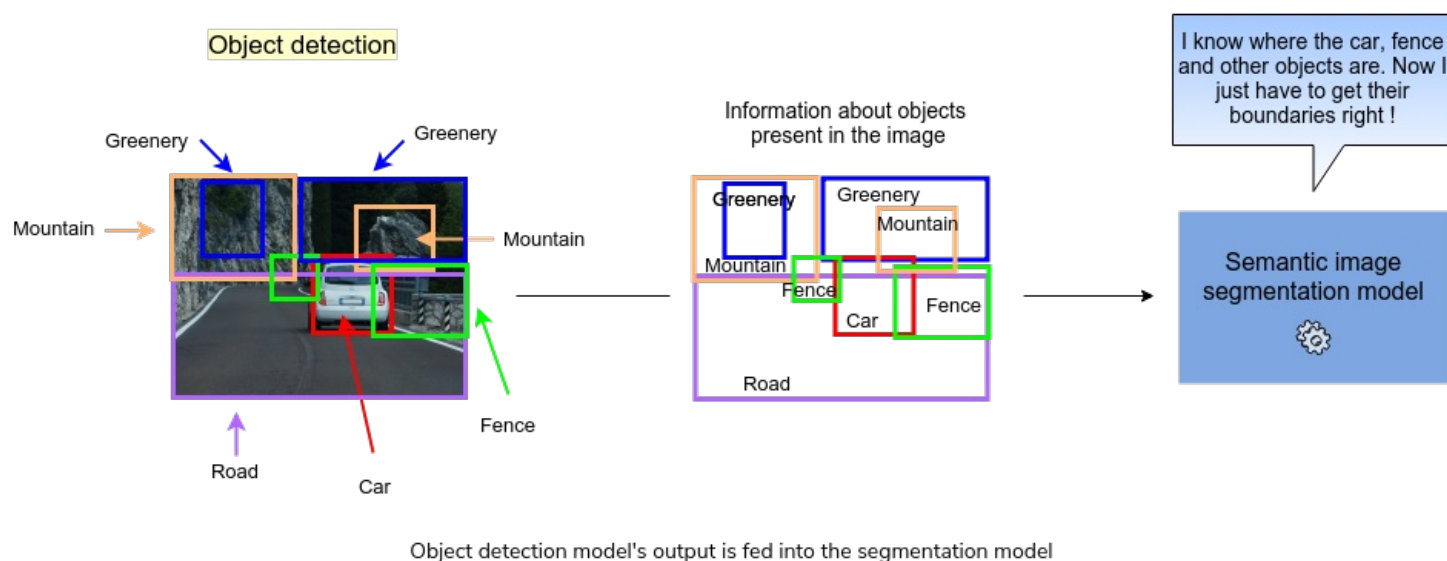 Object detection
I know where the car, fence
and other objects are. Now I
just have to get their
boundaries right !
Greenery
Greenery
Mountain
Mountain
Fence
Road
Car
Information about objects
present in the image
Greenery
Greenery
Mountain
Mountain
Fence
Fence
Car
Road
Semantic image
segmentation model
Object detection model's output is fed into the segmentation model